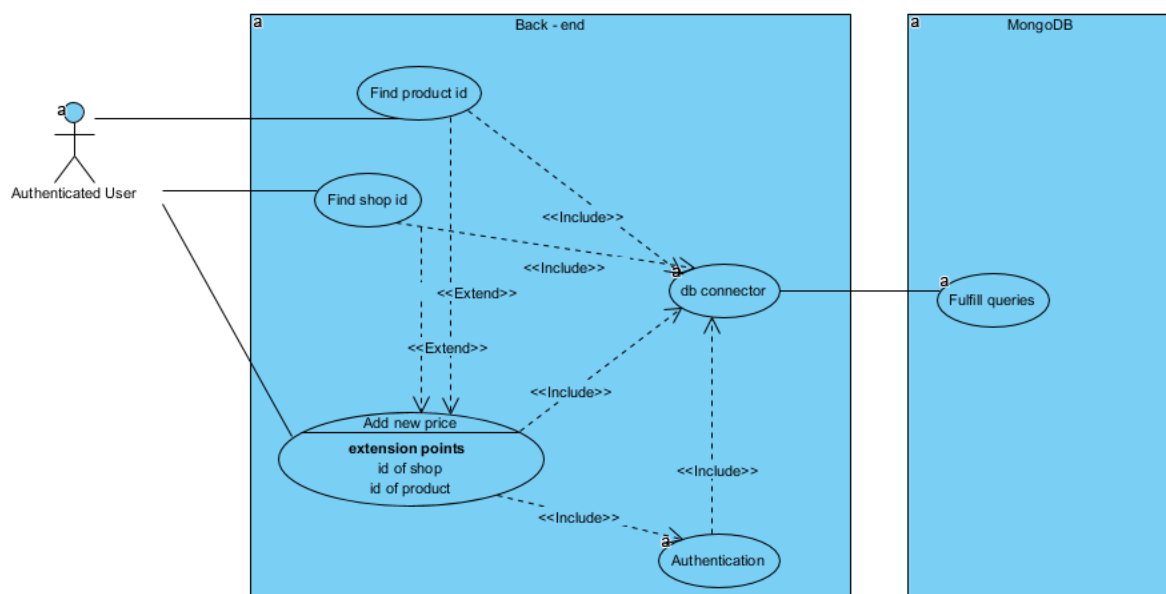 a
Back - end
a
MongoDB
Find product id
a
Authenticated User
Find shop id
<<Include>>
<<Include>>
a
db connector
a
Fulfill queries
<<Extend>>
<<Extend>>
<<Include>>
Add new price
extension points
id of shop
id of product
<<Include>>
<<Include>>
a
Authentication